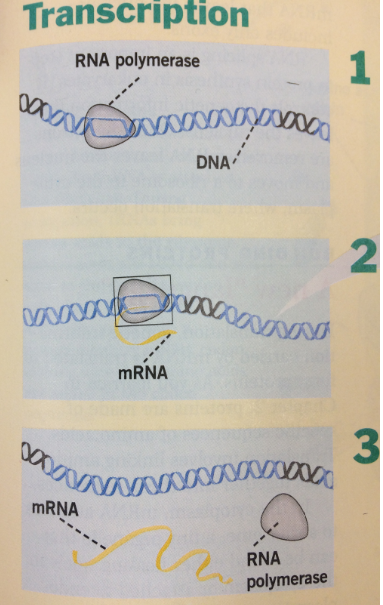 Transcription
RNA polymerase
1
DNA
2
mRNA
3
mRNA
RNA
polymerase